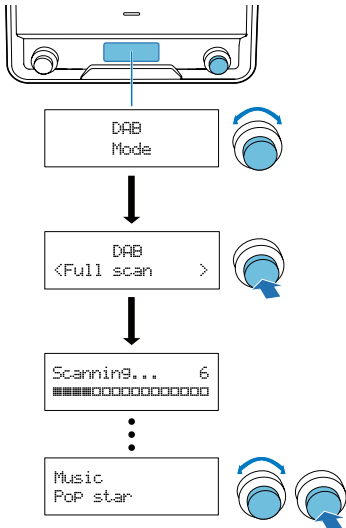 DAB
Mode
DAB
<Full scan >
Scanning... 6
Music
Pop star